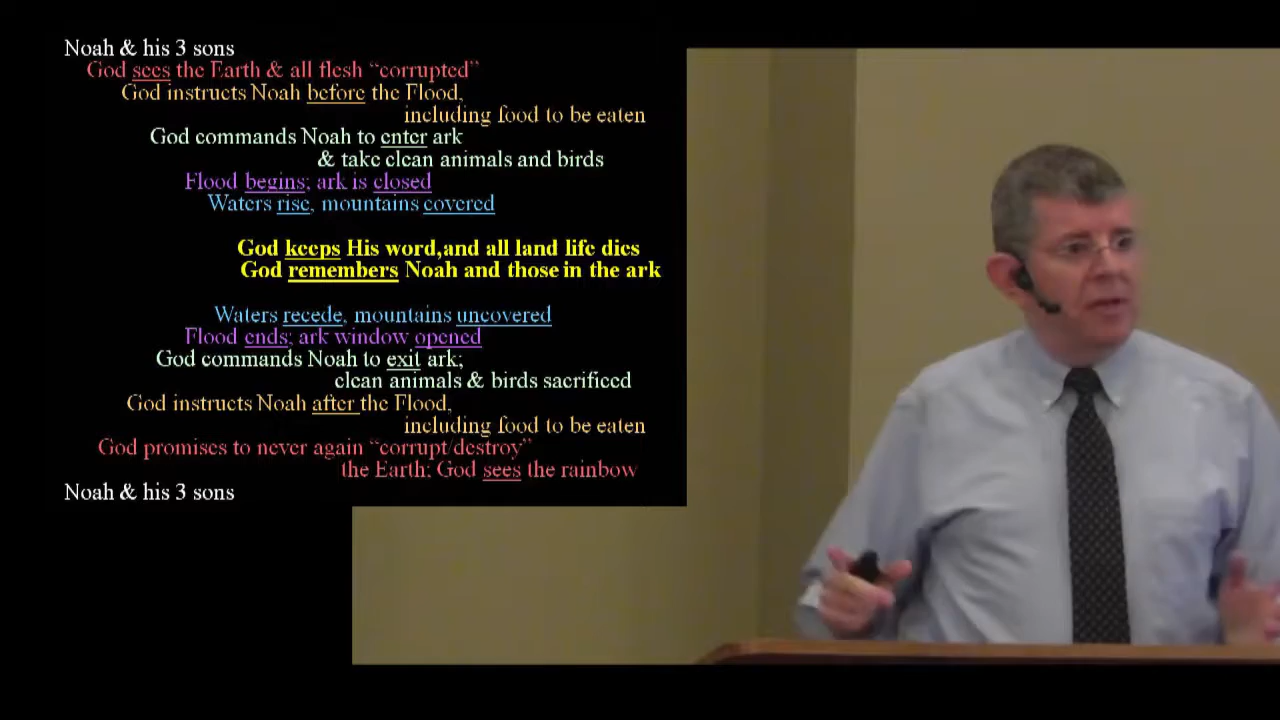 Noah & his 3 sons
God sees the Earth & all flesh “corrupted”
God instructs Noah before the Flood,
including food to be eaten
God commands Noah to enter ark
& take clean animals and birds
Flood begins; ark is closed
Waters rise, mountains covered
God keeps His word,and all land life dies
God remembers Noah and those in the ark
Waters recede, mountains uncovered
Flood ends; ark window opened
God commands Noah to exit ark;
clean animals & birds sacrificed
God instructs Noah after the Flood,
including food to be eaten
God promises to never again “corrupt/destroy”
the Earth; God sees the rainbow
Noah & his 3 sons